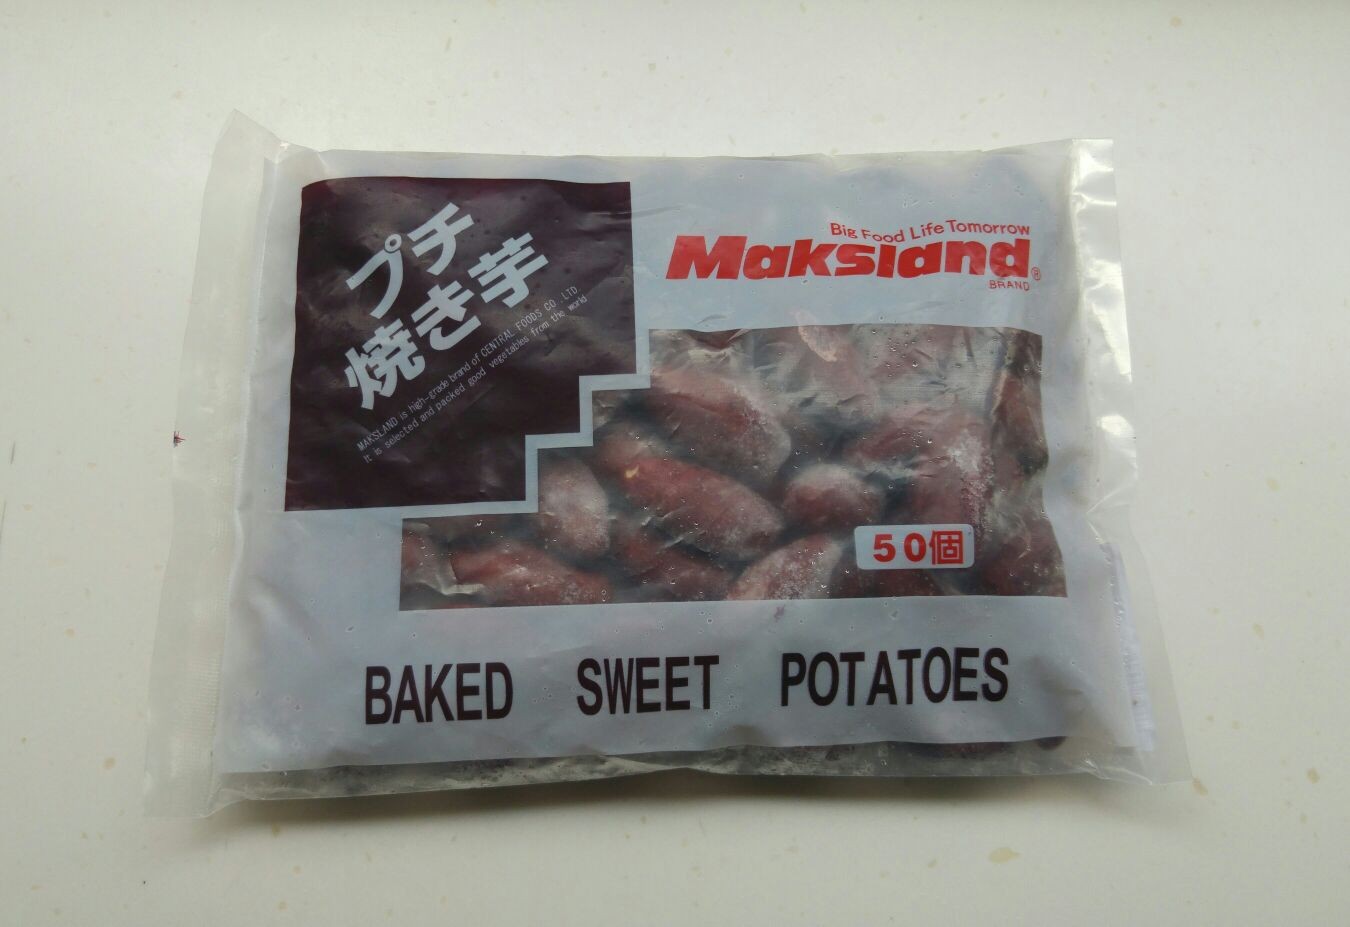 プチ
焼き芋
MAKSLAND is high-grade brand of CENTRAL FOODS CO.,LTD.
It is selected and packed good vegetables from the world
Big Food Life Tomorrow
Maksland®
BRAND
50個
BAKED SWEET POTATOES